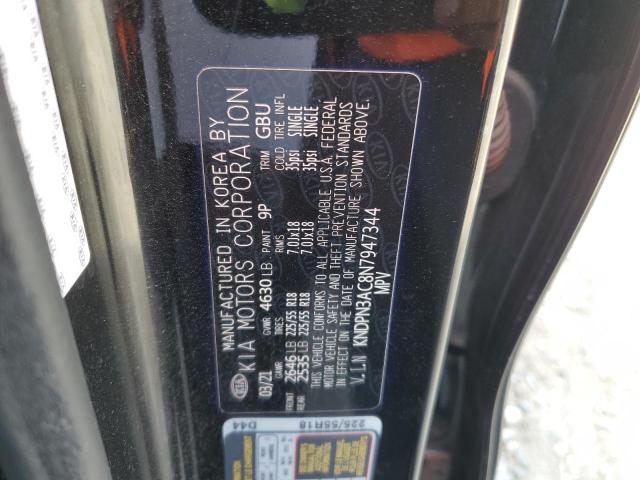 MANUFACTURED IN KOREA BY
KIA MOTORS CORPORATION
03/21 GVWR 4630 LB PAINT 9P TRIM GBU
GAWR TIRES RIMS COLD TIRE INFL
FRONT 2646 LB 225/55 R18 7.0Jx18 35psi SINGLE
REAR 2535 LB 225/55 R18 7.0Jx18 35psi SINGLE
THIS VEHICLE CONFORMS TO ALL APPLICABLE U.S.A. FEDERAL
MOTOR VEHICLE SAFETY AND THEFT PREVENTION STANDARDS
IN EFFECT ON THE DATE OF MANUFACTURE SHOWN ABOVE.
V.I.N KNDPN3AC8N7947344
MPV
KIA
D44 225/55R18